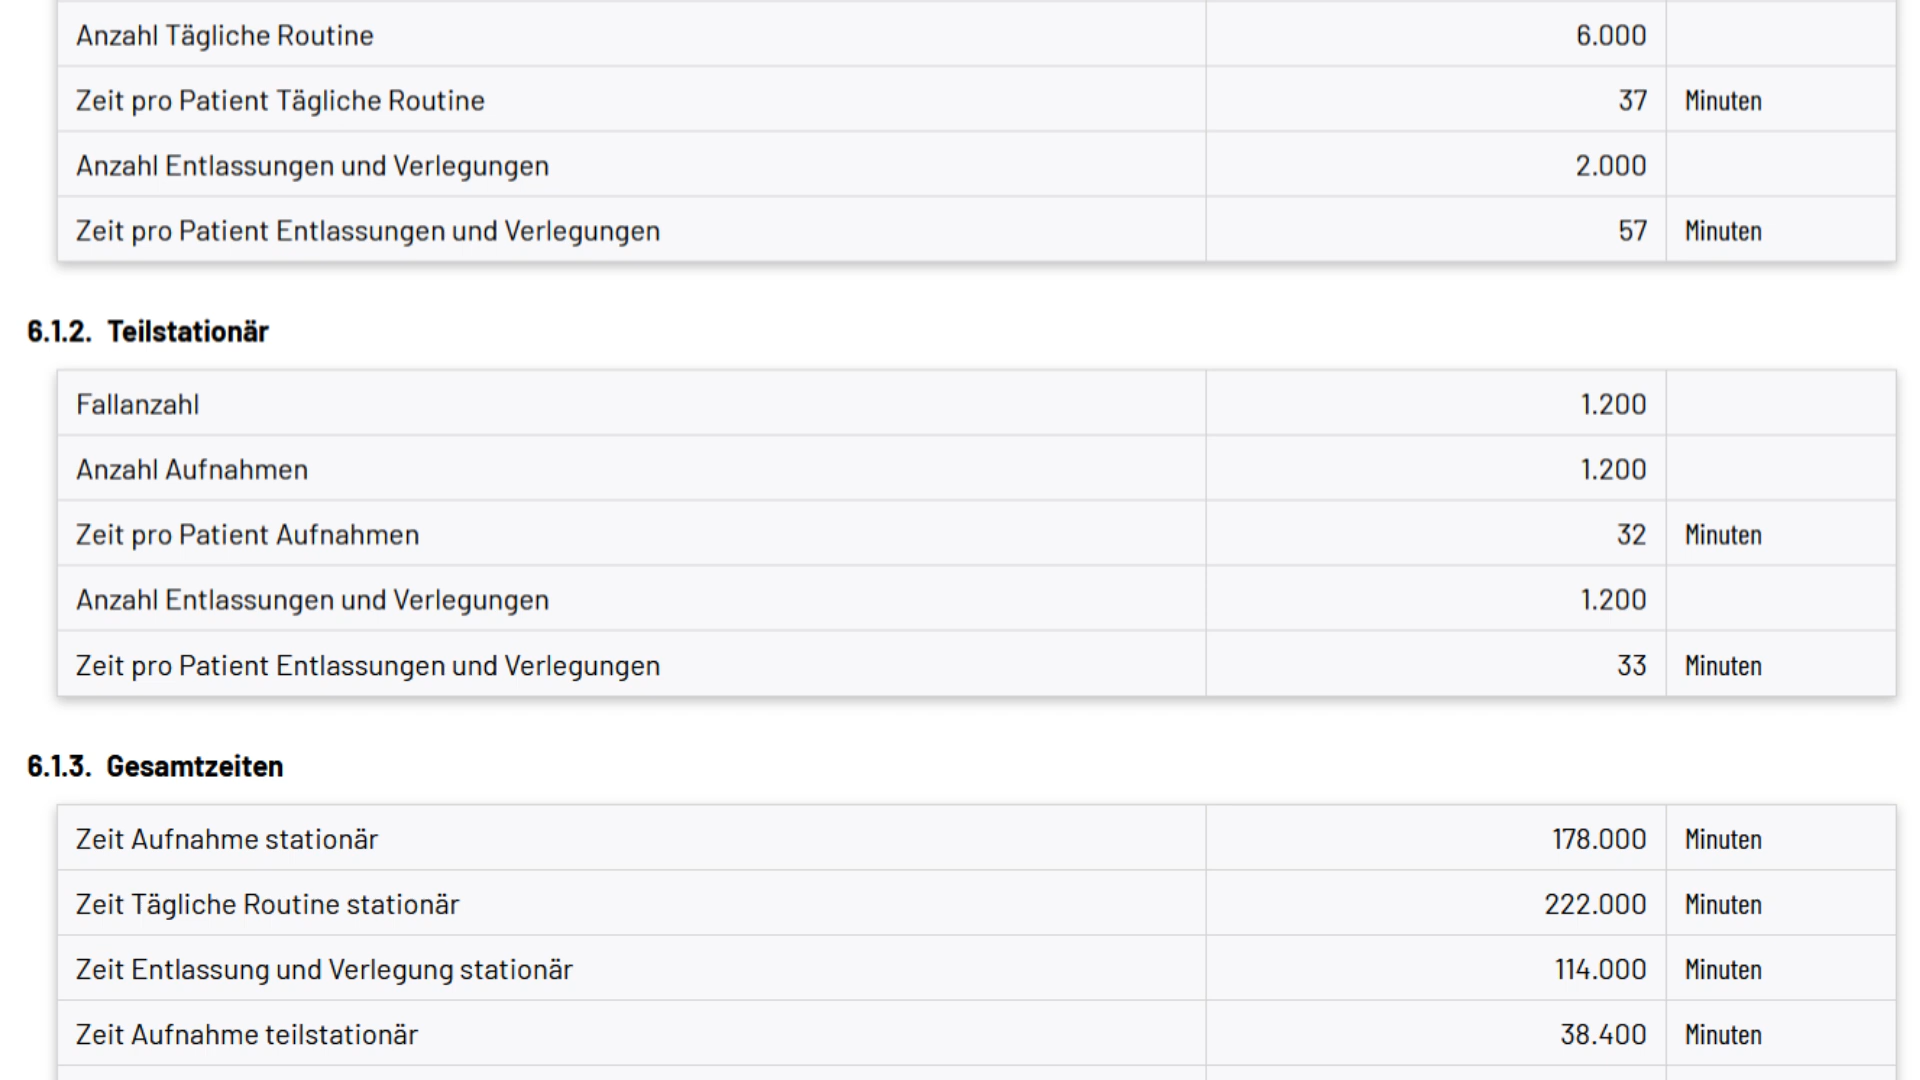 Anzahl Tägliche Routine 6.000
Zeit pro Patient Tägliche Routine 37 Minuten
Anzahl Entlassungen und Verlegungen 2.000
Zeit pro Patient Entlassungen und Verlegungen 57 Minuten
6.1.2. Teilstationär
Fallanzahl 1.200
Anzahl Aufnahmen 1.200
Zeit pro Patient Aufnahmen 32 Minuten
Anzahl Entlassungen und Verlegungen 1.200
Zeit pro Patient Entlassungen und Verlegungen 33 Minuten
6.1.3. Gesamtzeiten
Zeit Aufnahme stationär 178.000 Minuten
Zeit Tägliche Routine stationär 222.000 Minuten
Zeit Entlassung und Verlegung stationär 114.000 Minuten
Zeit Aufnahme teilstationär 38.400 Minuten